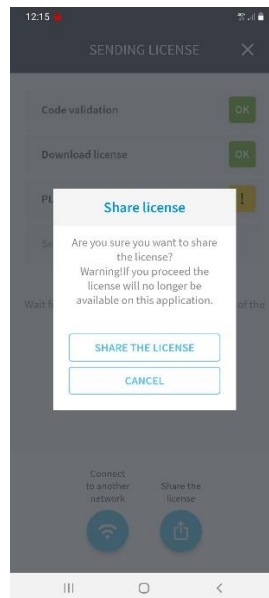 12:15
SENDING LICENSE
Code validation
OK
Download license
OK
PL
!
Share license
Se
Are you sure you want to share
the license?
Warning!If you proceed the
license will no longer be
available on this application.
Wait f
of the
SHARE THE LICENSE
CANCEL
Connect
to another
network
Share the
license